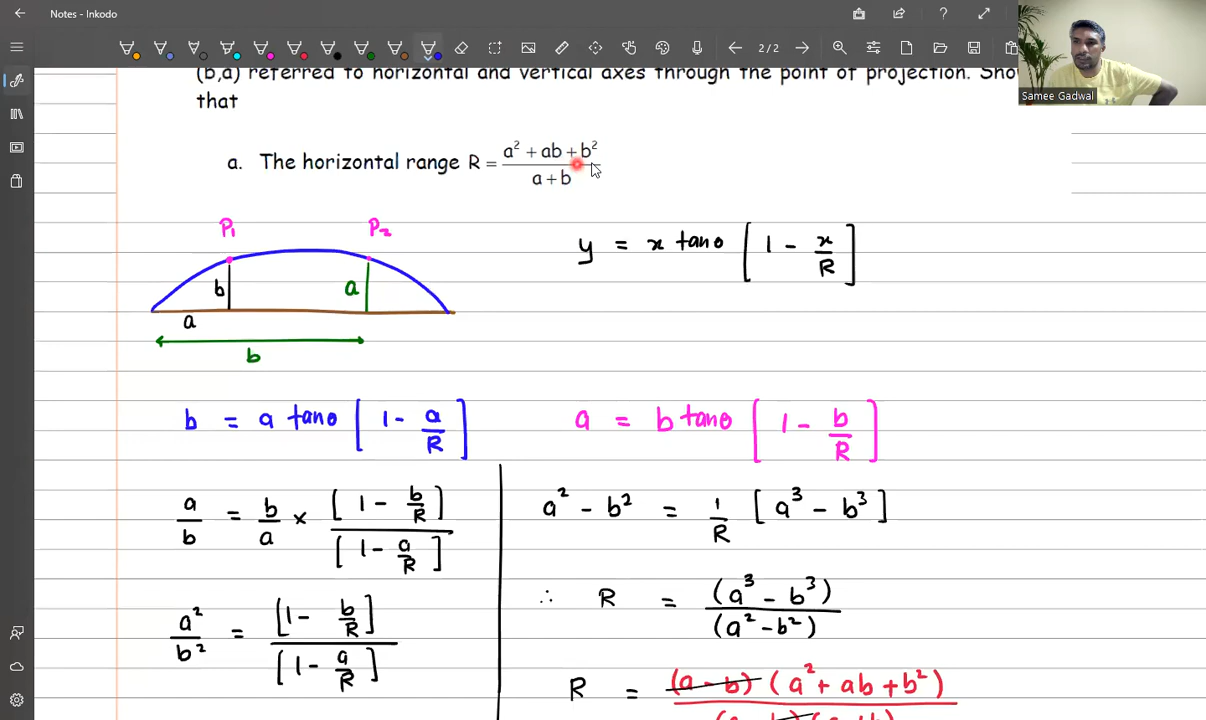 Notes - Inkodo
2/2
(b,a) referred to horizontal and vertical axes through the point of projection. Show
that
Samee Gadwal
a. The horizontal range R = (a² + ab + b²)/(a + b)
P₁ P₂
y = x tanθ [1 - x/R]
b a
a
b
b = a tanθ [1 - a/R] a = b tanθ [1 - b/R]
a/b = b/a × [1 - b/R]/[1 - a/R] a² - b² = 1/R [a³ - b³]
∴ R = (a³ - b³)/(a² - b²)
a²/b² = [1 - b/R]/[1 - a/R]
R = (a - b)(a² + ab + b²)